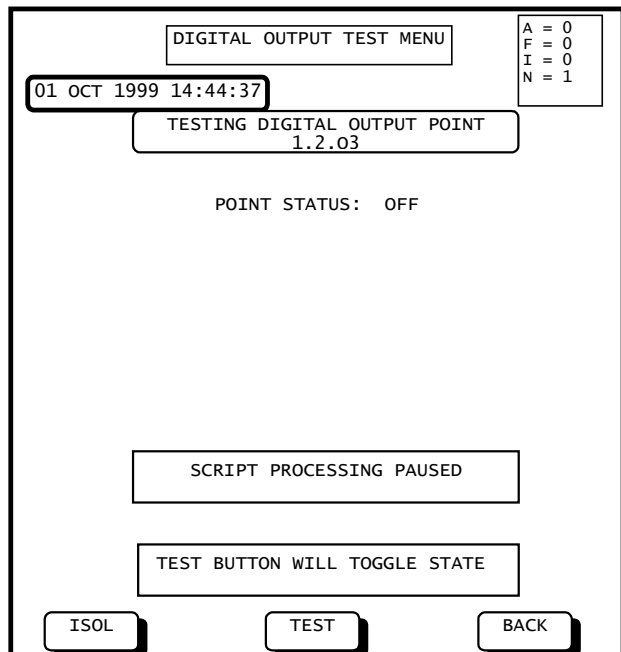 DIGITAL OUTPUT TEST MENU
A = 0
F = 0
I = 0
N = 1
01 OCT 1999 14:44:37
TESTING DIGITAL OUTPUT POINT
1.2.o3
POINT STATUS: OFF
SCRIPT PROCESSING PAUSED
TEST BUTTON WILL TOGGLE STATE
ISOL
TEST
BACK